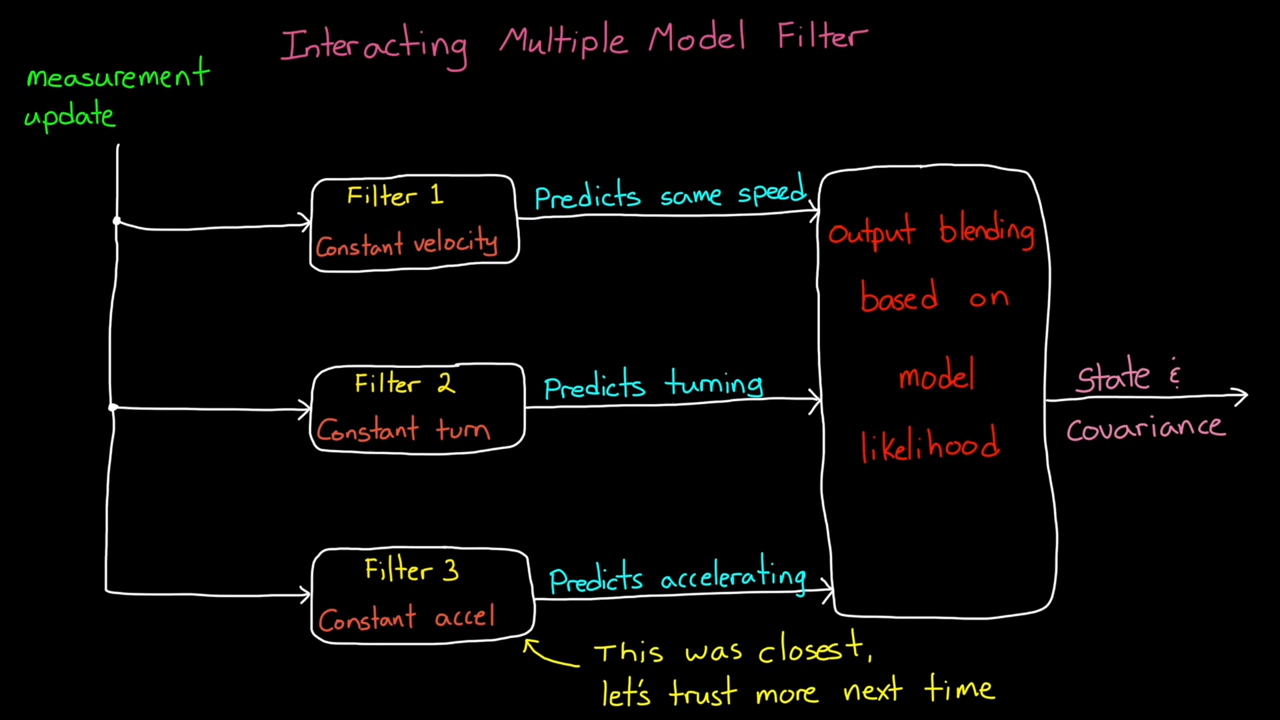 Interacting Multiple Model Filter
measurement
update
Filter 1
Constant velocity
Predicts same speed
Filter 2
Constant turn
Predicts turning
Filter 3
Constant accel
Predicts accelerating
Output blending
based on
model
likelihood
State &
Covariance
This was closest,
let's trust more next time